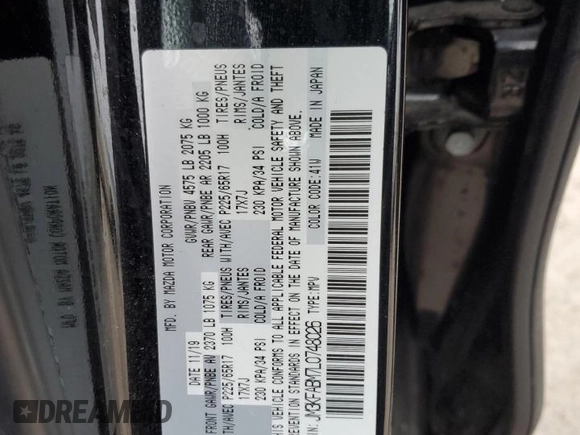 MFD. BY MAZDA MOTOR CORPORATION
DATE 11/19 GVWR/PNBV 4575 LB 2075 KG
FRONT GAWR/PNBE AV 2370 LB 1075 KG REAR GAWR/PNBE AR 2205 LB 1000 KG
WITH/AVEC P225/65R17 100H TIRES/PNEUS WITH/AVEC P225/65R17 100H TIRES/PNEUS
17X7J RIMS/JANTES 17X7J RIMS/JANTES
230 KPA/34 PSI COLD/A FROID 230 KPA/34 PSI COLD/A FROID
THIS VEHICLE CONFORMS TO ALL APPLICABLE FEDERAL MOTOR VEHICLE SAFETY AND THEFT
PREVENTION STANDARDS IN EFFECT ON THE DATE OF MANUFACTURE SHOWN ABOVE.
COLOR CODE:41W MADE IN JAPAN
VIN: JM3KFABM7L0748026 TYPE:MPV
DREAMBID